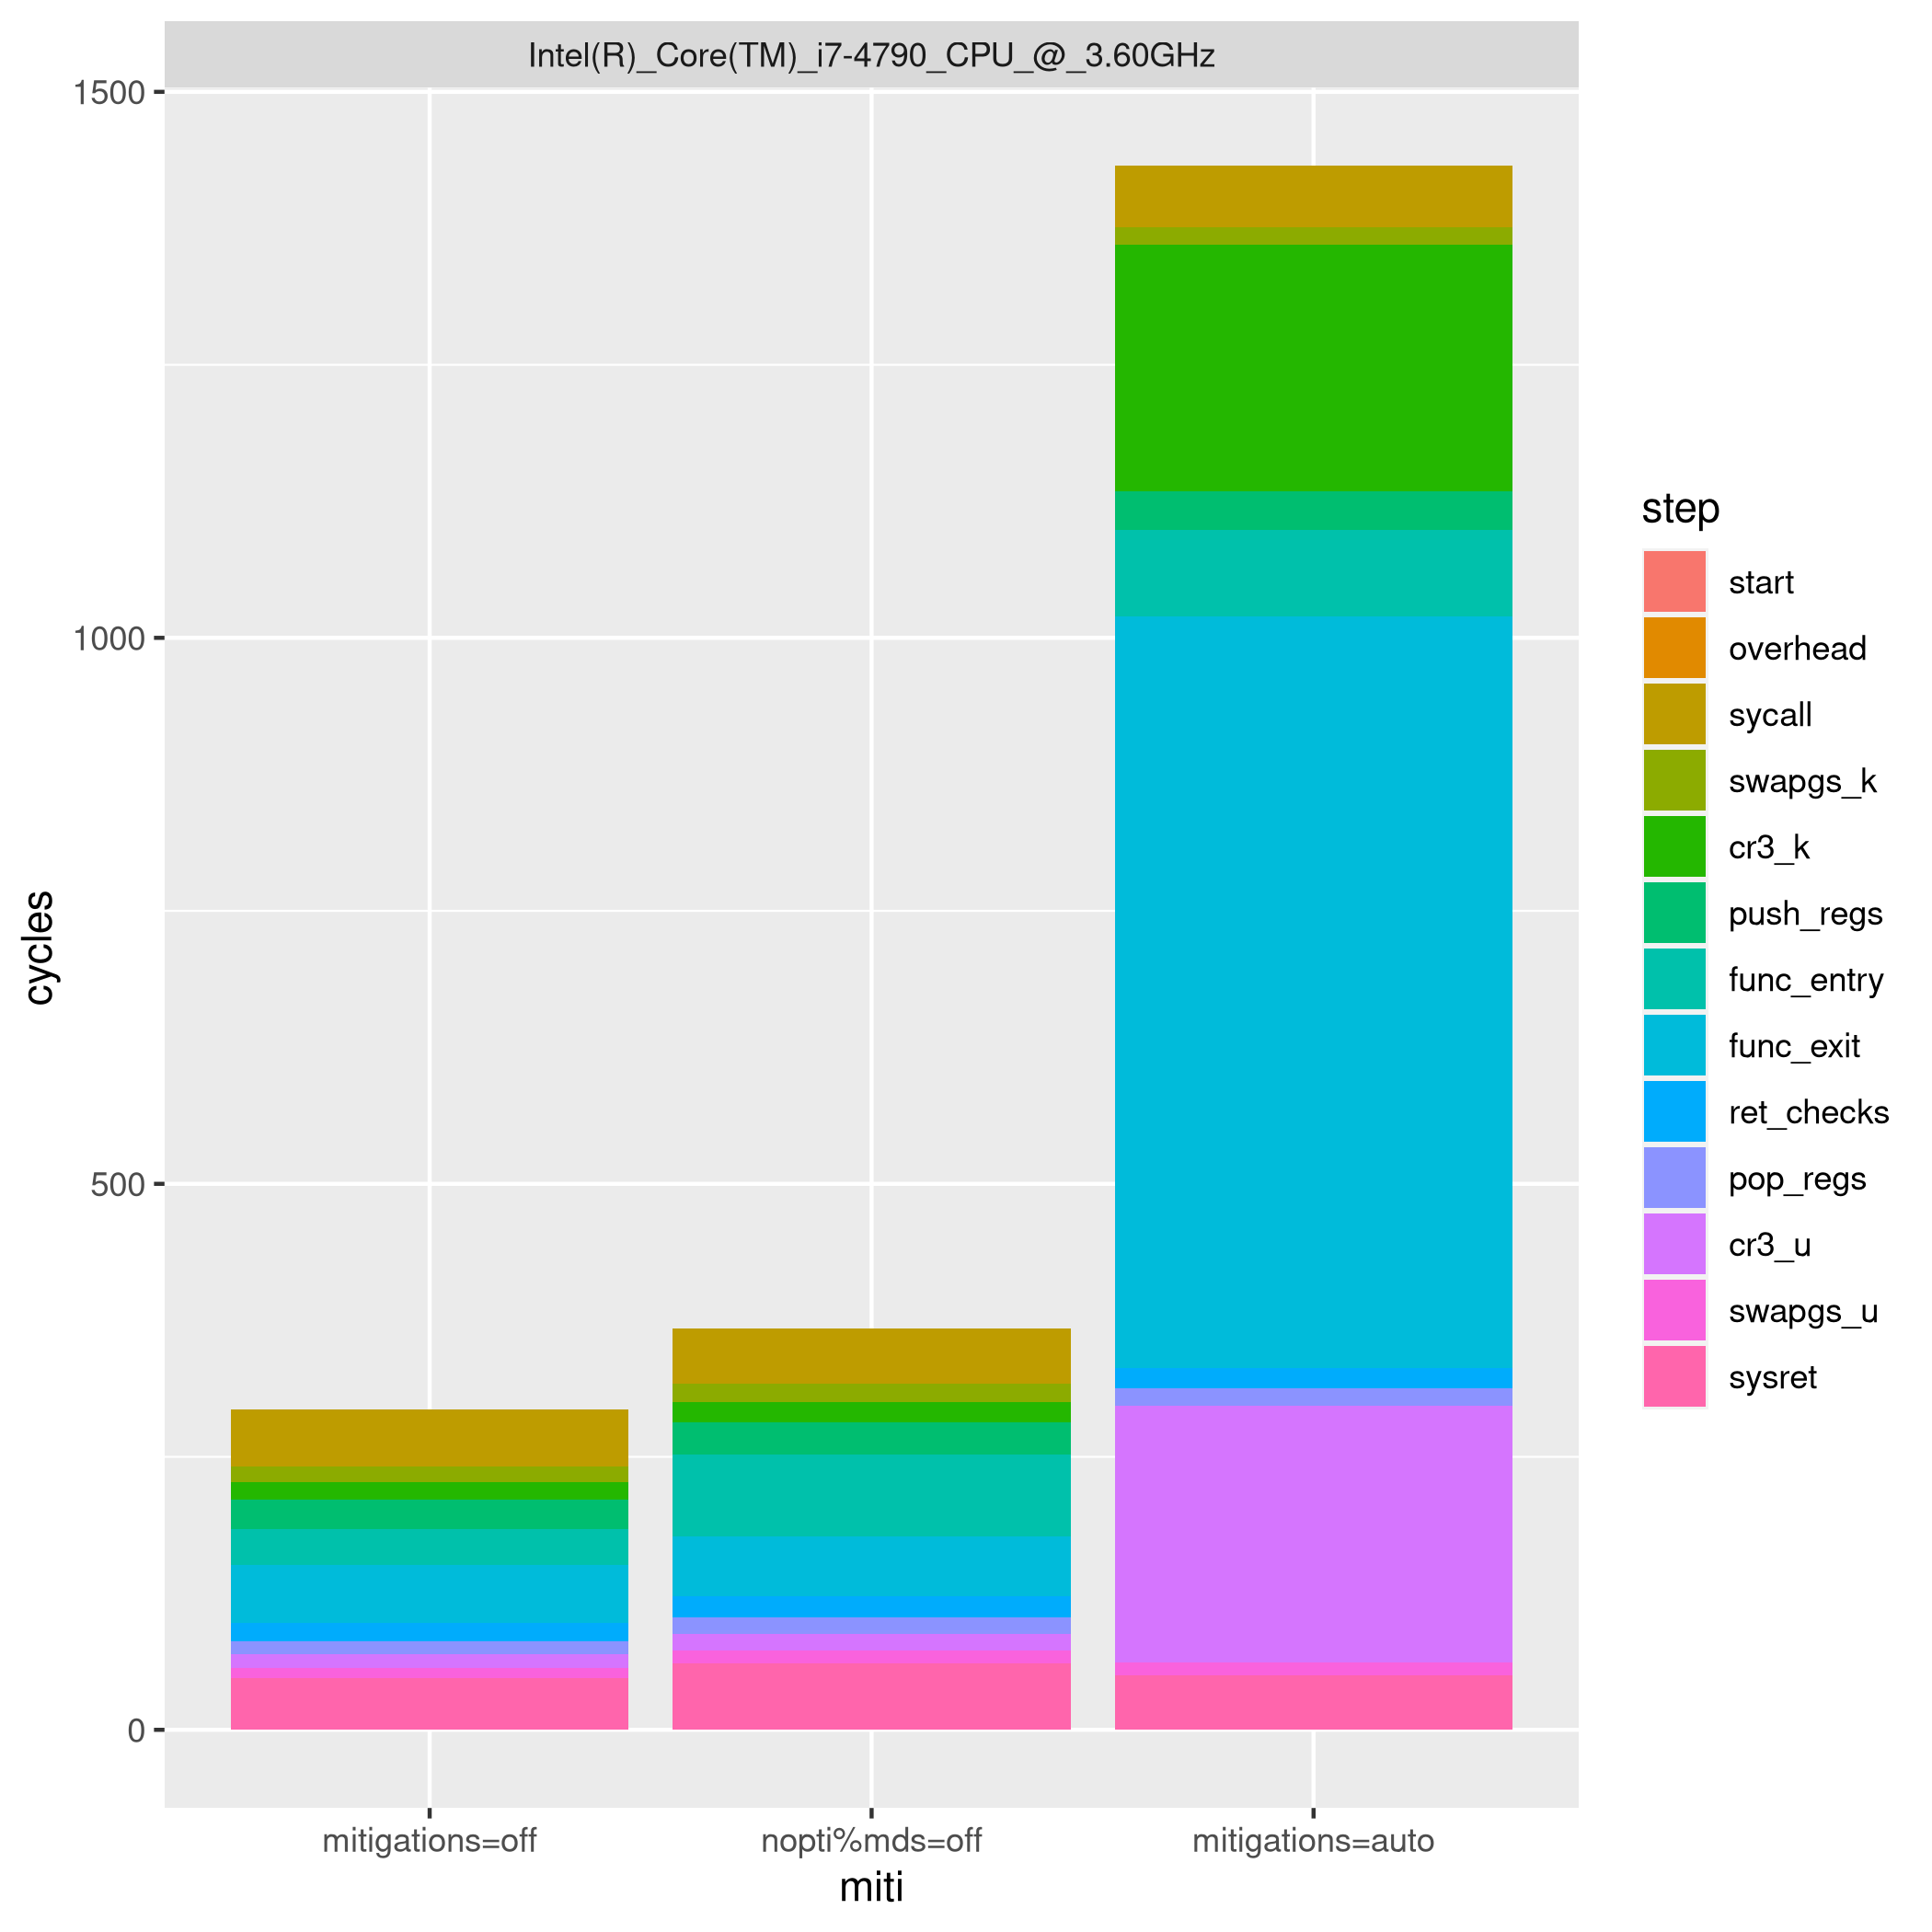 Intel(R)_Core(TM)_i7-4790_CPU_@_3.60GHz
1500
1000
500
0
cycles
mitigations=off
nopti%mds=off
mitigations=auto
miti
step
start
overhead
sycall
swapgs_k
cr3_k
push_regs
func_entry
func_exit
ret_checks
pop_regs
cr3_u
swapgs_u
sysret